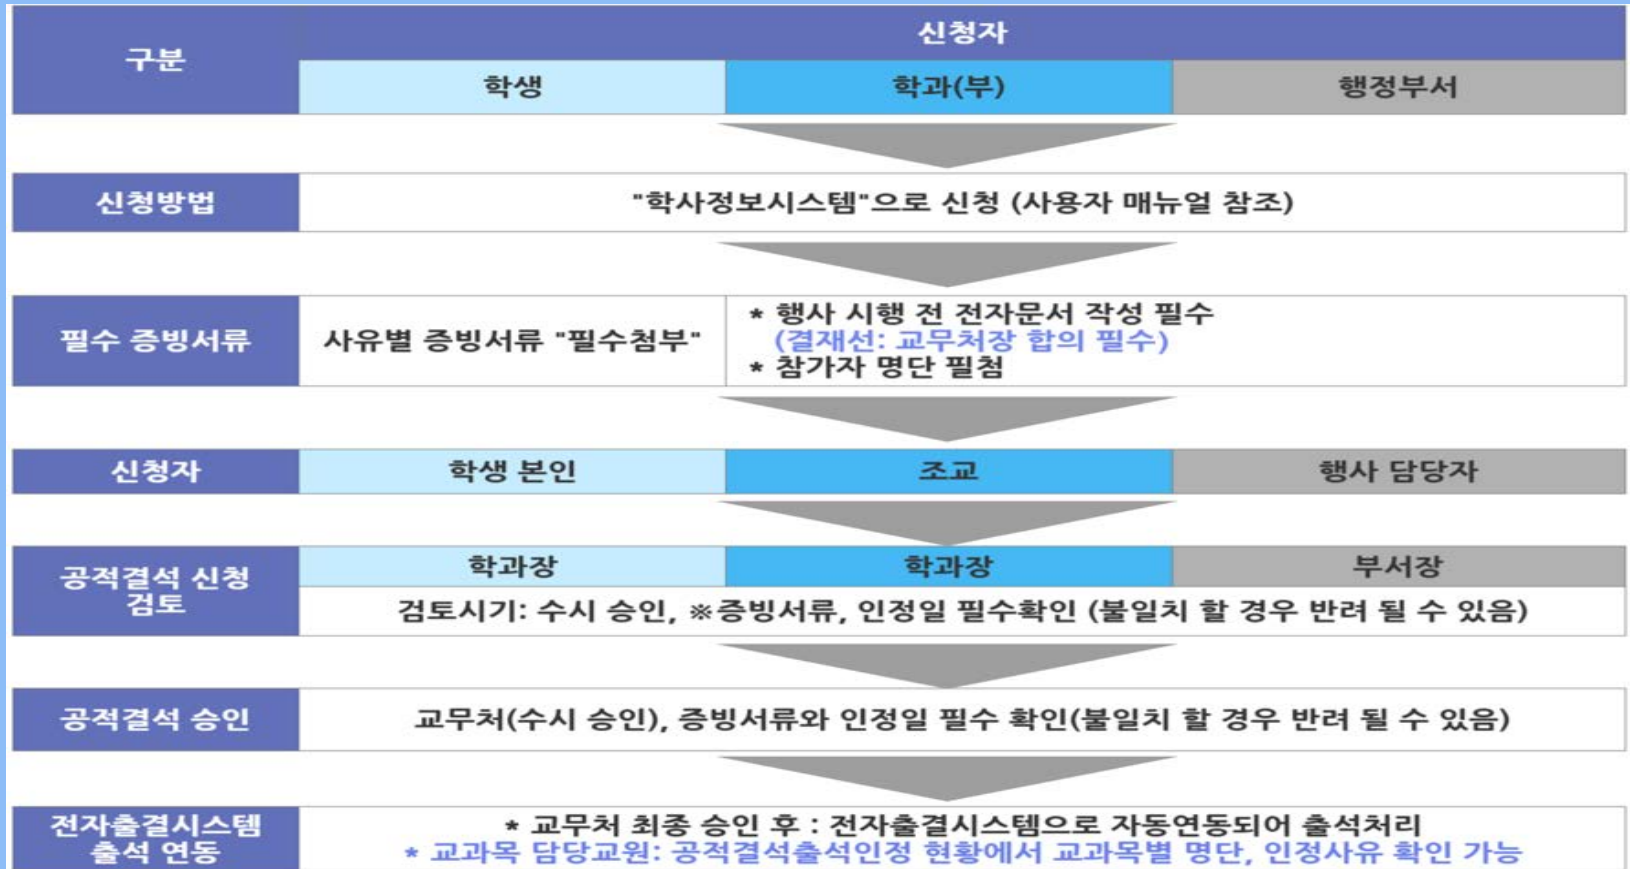 구분
신청자
학생
학과(부)
행정부서
신청방법
"학사정보시스템"으로 신청 (사용자 매뉴얼 참조)
필수 증빙서류
사유별 증빙서류 "필수첨부"
* 행사 시행 전 전자문서 작성 필수
(결재선: 교무처장 합의 필수)
* 참가자 명단 필첨
신청자
학생 본인
조교
행사 담당자
공적결석 신청
검토
학과장
학과장
부서장
검토시기: 수시 승인, ※증빙서류, 인정일 필수확인 (불일치 할 경우 반려 될 수 있음)
공적결석 승인
교무처(수시 승인), 증빙서류와 인정일 필수 확인(불일치 할 경우 반려 될 수 있음)
전자출결시스템
출석 연동
* 교무처 최종 승인 후 : 전자출결시스템으로 자동연동되어 출석처리
* 교과목 담당교원: 공적결석출석인정 현황에서 교과목별 명단, 인정사유 확인 가능